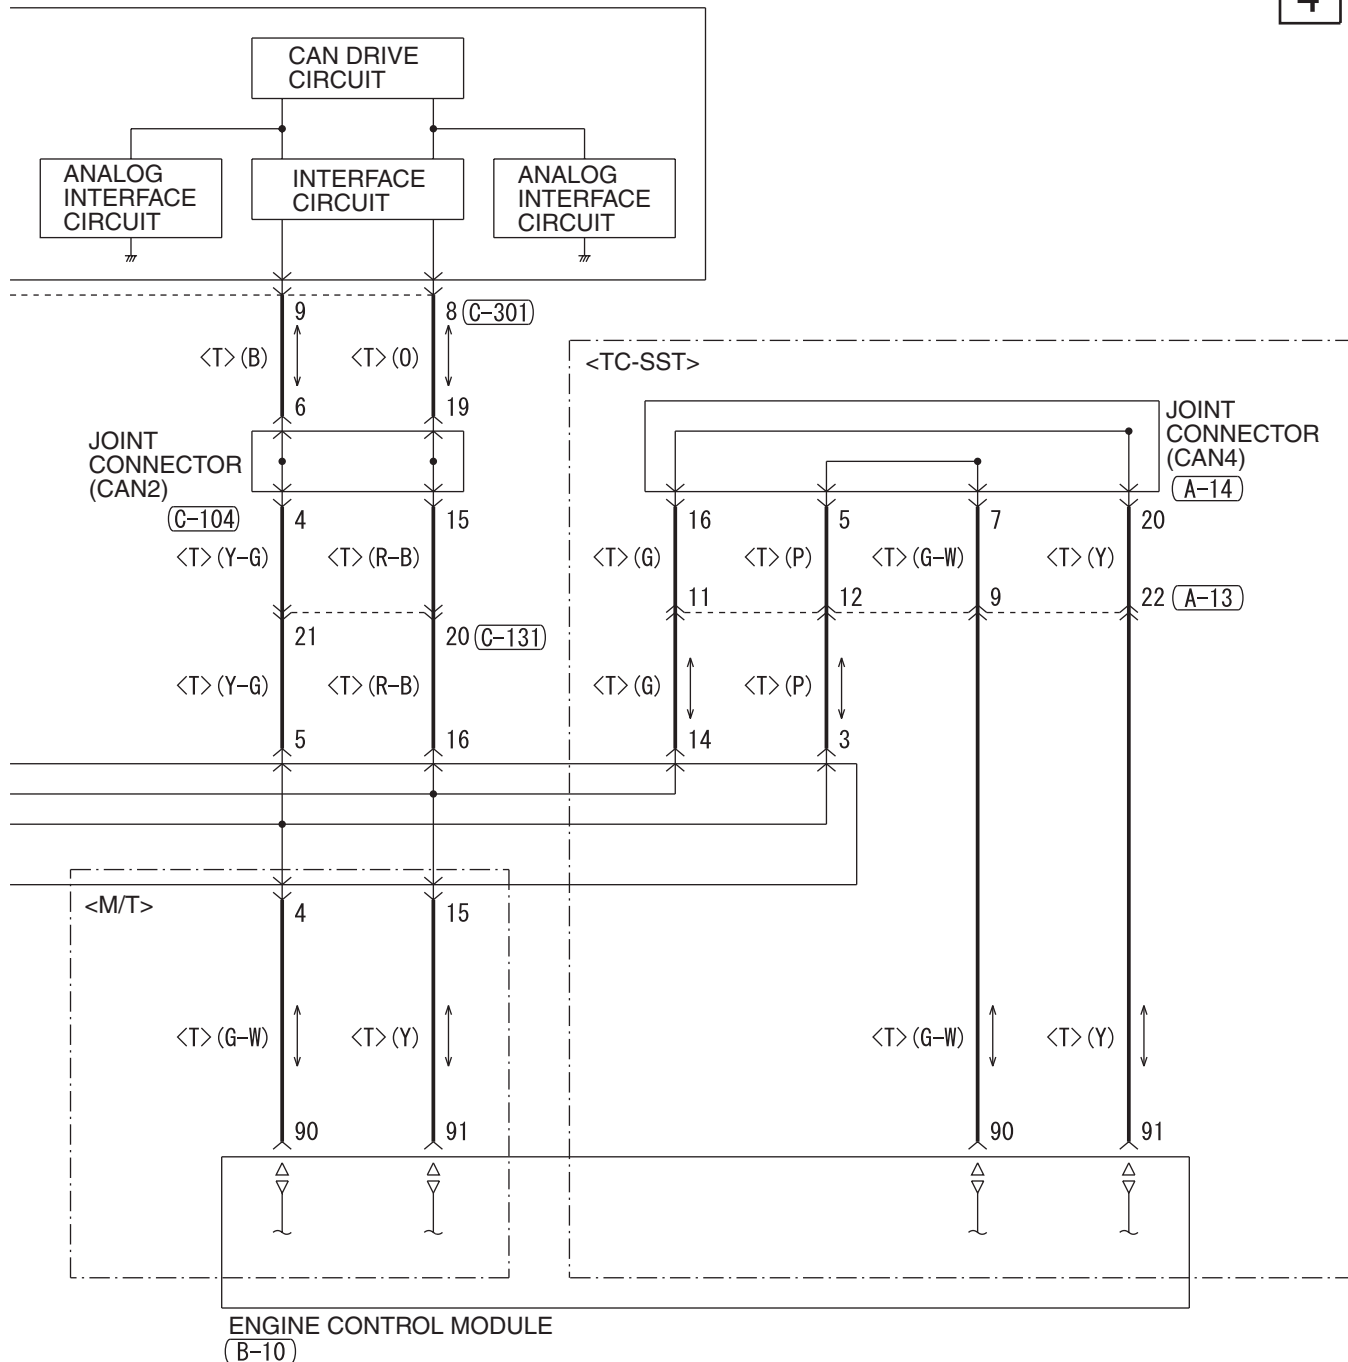 4
CAN DRIVE
CIRCUIT
ANALOG
INTERFACE
CIRCUIT
INTERFACE
CIRCUIT
ANALOG
INTERFACE
CIRCUIT
9
8 C-301
<T>(B)
<T>(O)
<TC-SST>
6
19
JOINT
CONNECTOR
(CAN2)
JOINT
CONNECTOR
(CAN4)
A-14
C-104
4
15
16
5
7
20
<T>(Y-G)
<T>(R-B)
<T>(G)
<T>(P)
<T>(G-W)
<T>(Y)
11
12
9
22 A-13
21
20 C-131
<T>(Y-G)
<T>(R-B)
<T>(G)
<T>(P)
5
16
14
3
<M/T>
4
15
<T>(G-W)
<T>(Y)
<T>(G-W)
<T>(Y)
90
91
90
91
ENGINE CONTROL MODULE
B-10